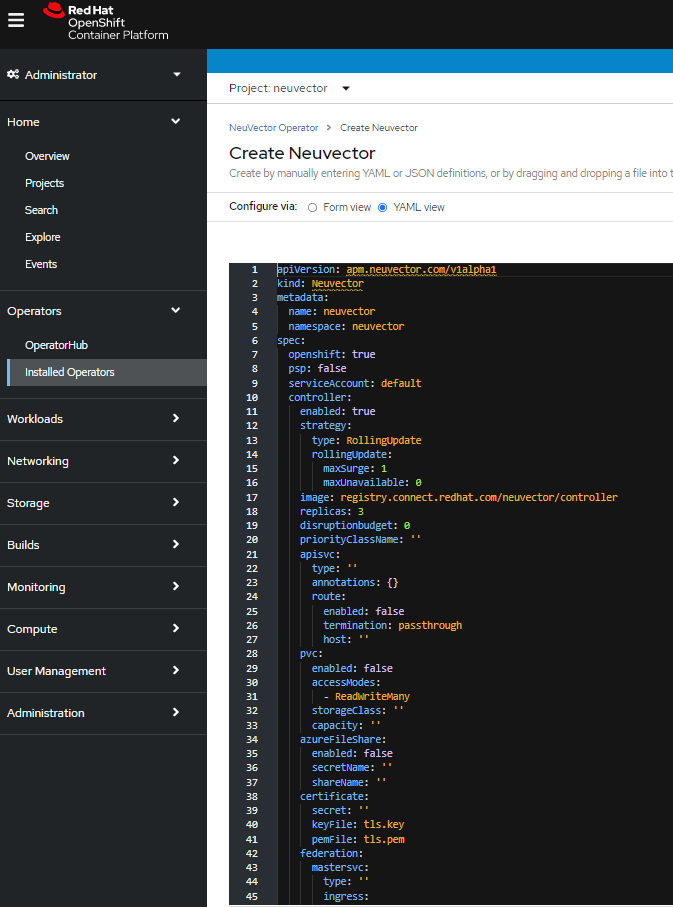 Red Hat
OpenShift
Container Platform
Administrator
Home
Overview
Projects
Search
Explore
Events
Operators
OperatorHub
Installed Operators
Workloads
Networking
Storage
Builds
Monitoring
Compute
User Management
Administration
Project: neuvector
NeuVector Operator > Create Neuvector
Create Neuvector
Create by manually entering YAML or JSON definitions, or by dragging and dropping a file into
Configure via: Form view YAML view
1 apiVersion: apm.neuvector.com/v1alpha1
2 kind: Neuvector
3 metadata:
4   name: neuvector
5   namespace: neuvector
6 spec:
7   openshift: true
8   psp: false
9   serviceAccount: default
10   controller:
11     enabled: true
12     strategy:
13       type: RollingUpdate
14       rollingUpdate:
15         maxSurge: 1
16         maxUnavailable: 0
17     image: registry.connect.redhat.com/neuvector/controller
18     replicas: 3
19     disruptionbudget: 0
20     priorityClassName: ''
21     apisvc:
22       type: ''
23       annotations: {}
24       route:
25         enabled: false
26         termination: passthrough
27         host: ''
28     pvc:
29       enabled: false
30       accessModes:
31         - ReadWriteMany
32       storageClass: ''
33       capacity: ''
34     azureFileShare:
35       enabled: false
36       secretName: ''
37       shareName: ''
38     certificate:
39       secret: ''
40       keyFile: tls.key
41       pemFile: tls.pem
42     federation:
43       mastersvc:
44         type: ''
45         ingress: